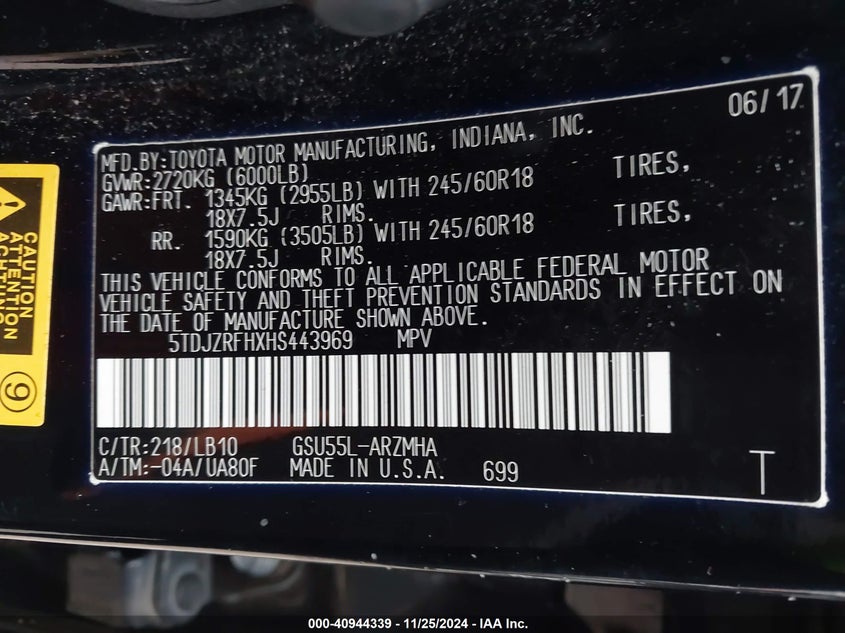 06/17
MFD.BY:TOYOTA MOTOR MANUFACTURING, INDIANA, INC.
GVWR:2720KG (6000LB)
GAWR:FRT. 1345KG (2955LB) WITH 245/60R18 TIRES,
18X7.5J RIMS.
RR. 1590KG (3505LB) WITH 245/60R18 TIRES,
18X7.5J RIMS.
THIS VEHICLE CONFORMS TO ALL APPLICABLE FEDERAL MOTOR
VEHICLE SAFETY AND THEFT PREVENTION STANDARDS IN EFFECT ON
THE DATE OF MANUFACTURE SHOWN ABOVE.
5TDJZRFHXHS443969 MPV
C/TR:218/LB10 GSU55L-ARZMHA
A/TM:-04A/UA80F MADE IN U.S.A. 699
T
CAUTION
ATTENTION
ACHTUNG
9
000-40944339 - 11/25/2024 - IAA Inc.